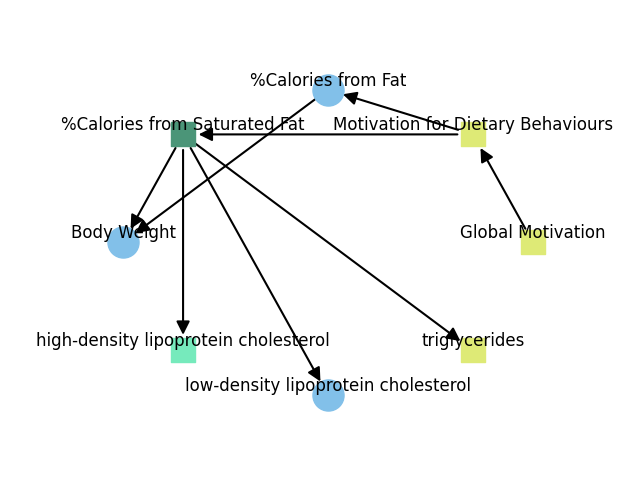 %Calories from Fat
%Calories from Saturated Fat
Motivation for Dietary Behaviours
Body Weight
Global Motivation
high-density lipoprotein cholesterol
triglycerides
low-density lipoprotein cholesterol